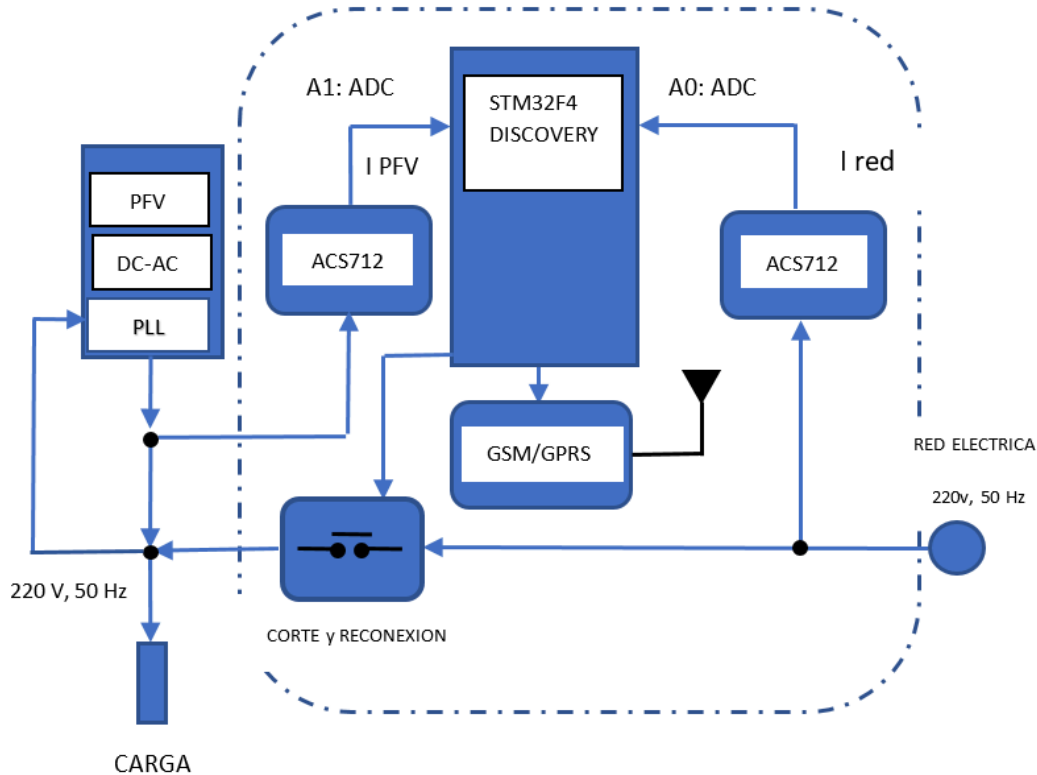 A1: ADC
STM32F4
DISCOVERY
A0: ADC
I PFV
I red
PFV
DC-AC
PLL
ACS712
ACS712
GSM/GPRS
RED ELECTRICA
220v, 50 Hz
220 V, 50 Hz
CORTE y RECONEXION
CARGA